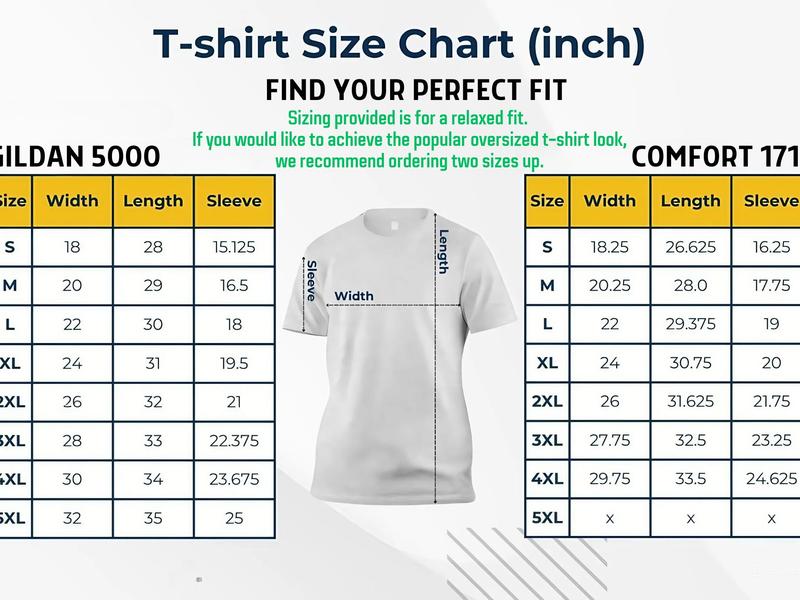 T-shirt Size Chart (inch)
FIND YOUR PERFECT FIT
Sizing provided is for a relaxed fit.
If you would like to achieve the popular oversized t-shirt look,
we recommend ordering two sizes up.
GILDAN 5000
Size Width Length Sleeve
S 18 28 15.125
M 20 29 16.5
L 22 30 18
XL 24 31 19.5
2XL 26 32 21
3XL 28 33 22.375
4XL 30 34 23.675
5XL 32 35 25
Sleeve
Width
Length
COMFORT 171
Size Width Length Sleeve
S 18.25 26.625 16.25
M 20.25 28.0 17.75
L 22 29.375 19
XL 24 30.75 20
2XL 26 31.625 21.75
3XL 27.75 32.5 23.25
4XL 29.75 33.5 24.625
5XL x x x